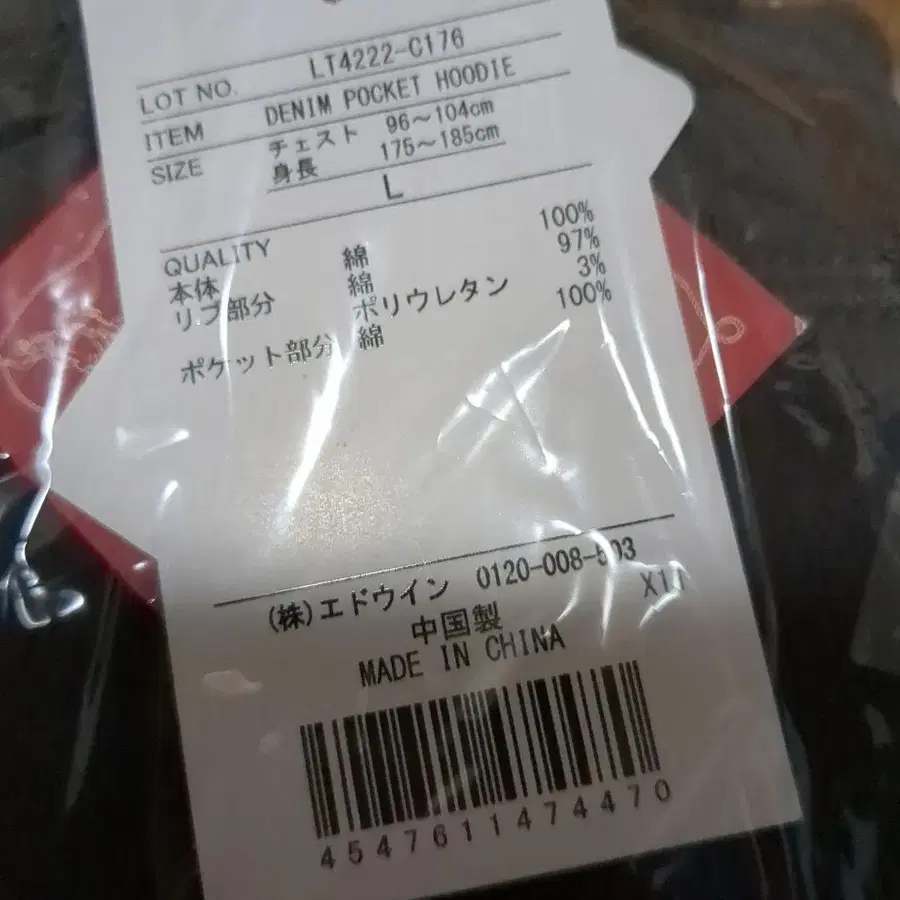 LOT NO. LT4222-C176
ITEM DENIM POCKET HOODIE
SIZE チェスト 96～104cm
身長 175～185cm
L
QUALITY
本体 綿 100%
リブ部分 綿 97%
ポリウレタン 3%
ポケット部分 綿 100%
(株)エドウイン 0120-008-503
X11
中国製
MADE IN CHINA
4547611474470